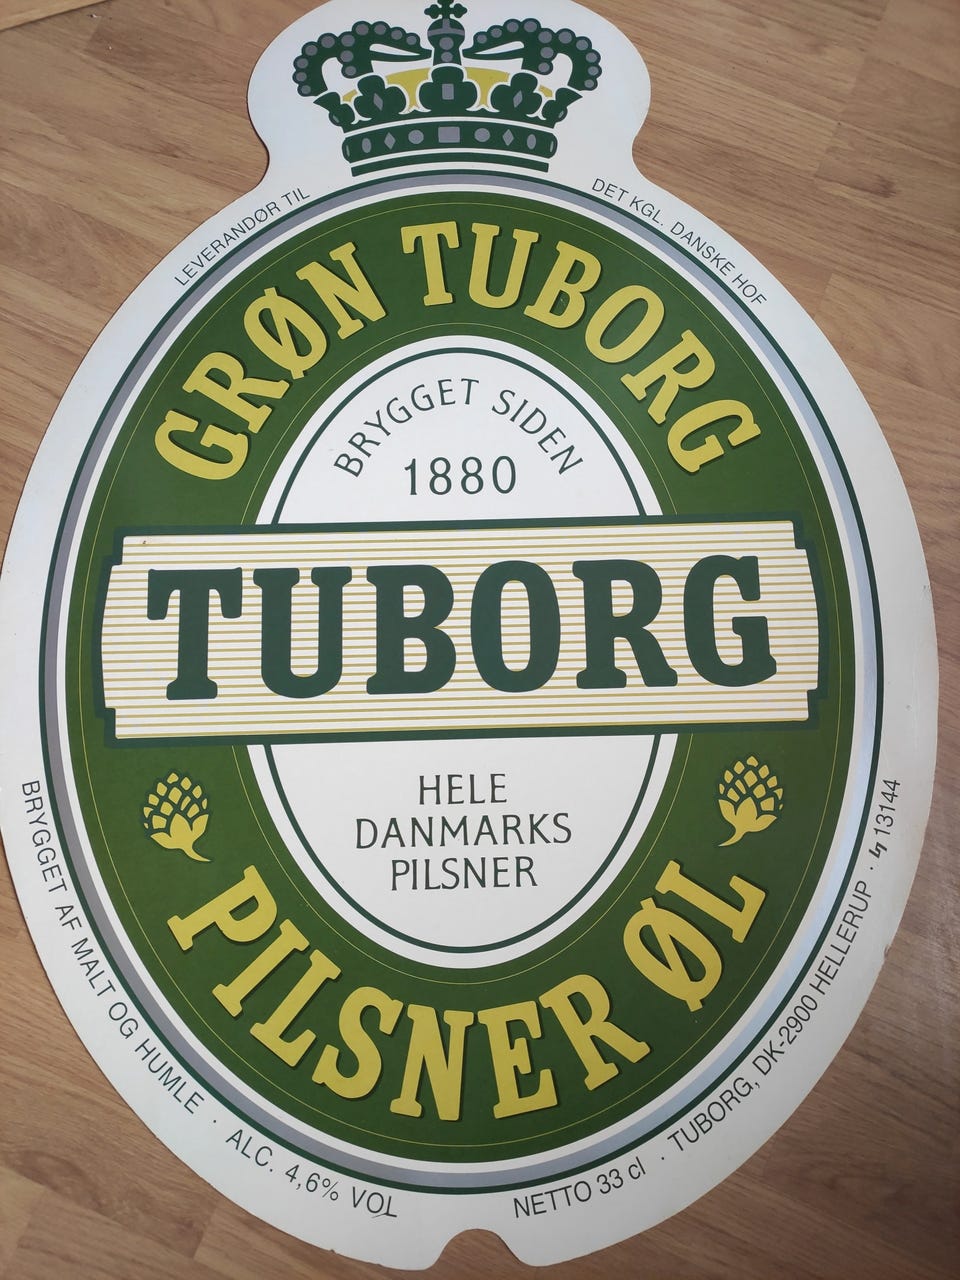 LEVERANDØR TIL
DET KGL. DANSKE HOF
GRØN TUBORG
BRYGGET SIDEN
1880
TUBORG
HELE
DANMARKS
PILSNER
PILSNER ØL
BRYGGET AF MALT OG HUMLE · ALC. 4,6% VOL
NETTO 33 cl · TUBORG, DK-2900 HELLERUP · ϟ 13144